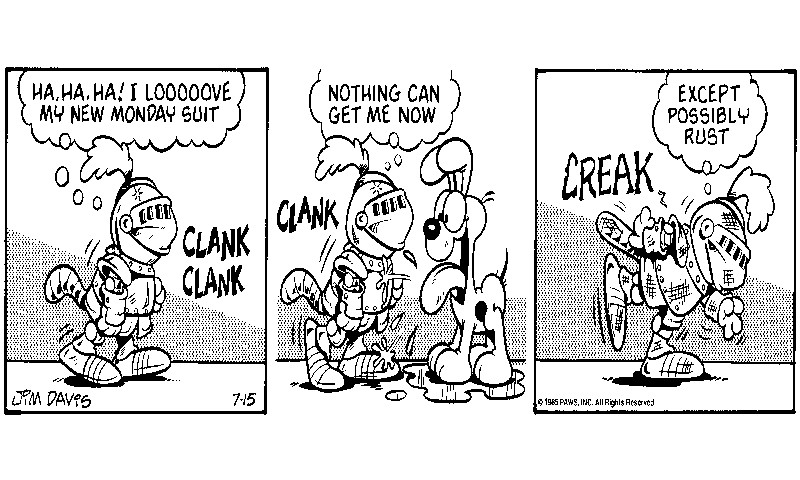 HA, HA, HA! I LOOOOOVE
MY NEW MONDAY SUIT
CLANK
CLANK
JIM DAVIS
7-15
NOTHING CAN
GET ME NOW
CLANK
EXCEPT
POSSIBLY
RUST
CREAK
© 1985 PAWS, INC. All Rights Reserved